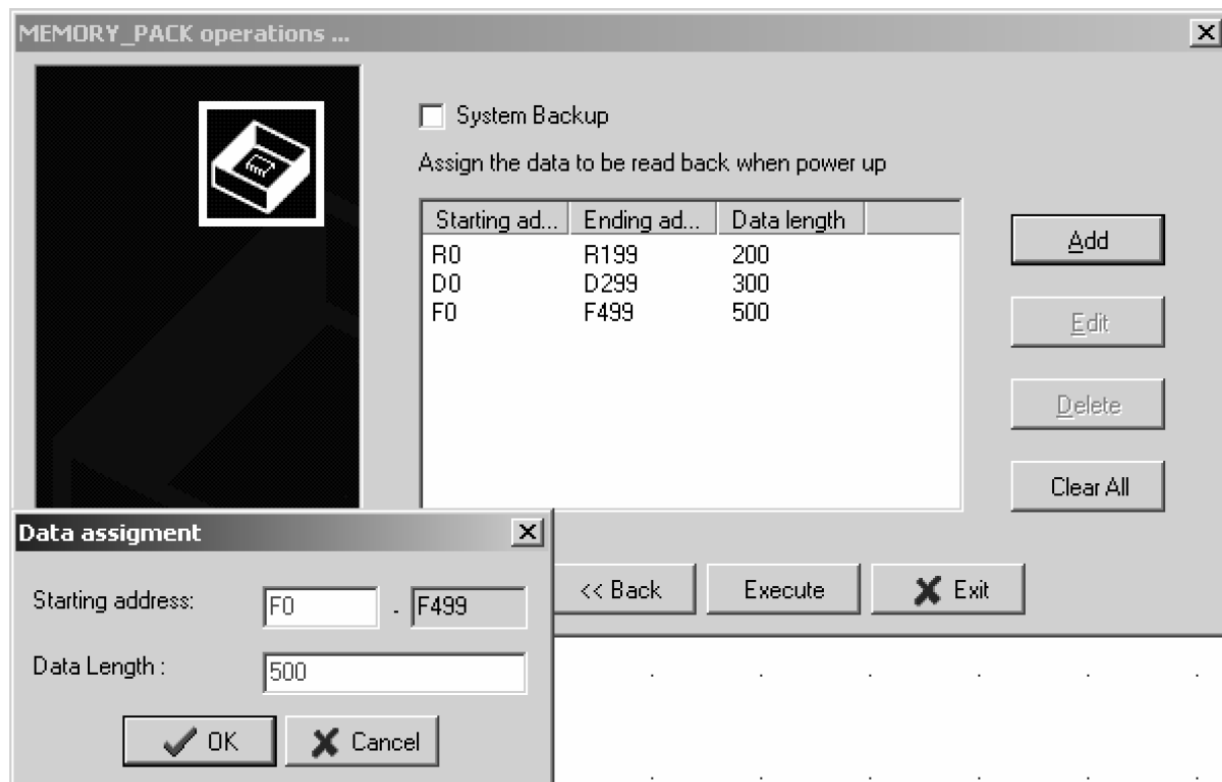 MEMORY_PACK operations ...
System Backup
Assign the data to be read back when power up
Starting ad... Ending ad... Data length
R0 R199 200
D0 D299 300
F0 F499 500
Add
Edit
Delete
Clear All
<< Back Execute Exit
Data assigment
Starting address: F0 - F499
Data Length : 500
OK Cancel